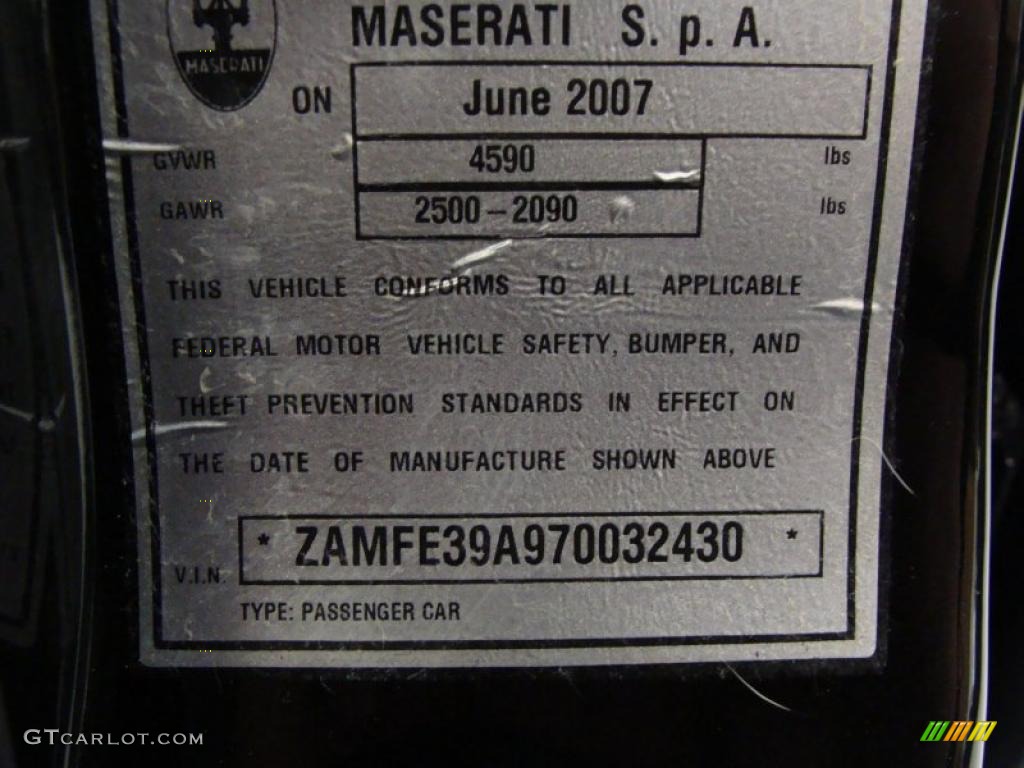 MASERATI S. p. A.
MASERATI
ON June 2007
GVWR 4590 lbs
GAWR 2500-2090 lbs
THIS VEHICLE CONFORMS TO ALL APPLICABLE
FEDERAL MOTOR VEHICLE SAFETY, BUMPER, AND
THEFT PREVENTION STANDARDS IN EFFECT ON
THE DATE OF MANUFACTURE SHOWN ABOVE
V.I.N. * ZAMFE39A970032430 *
TYPE: PASSENGER CAR
GTCARLOT.COM